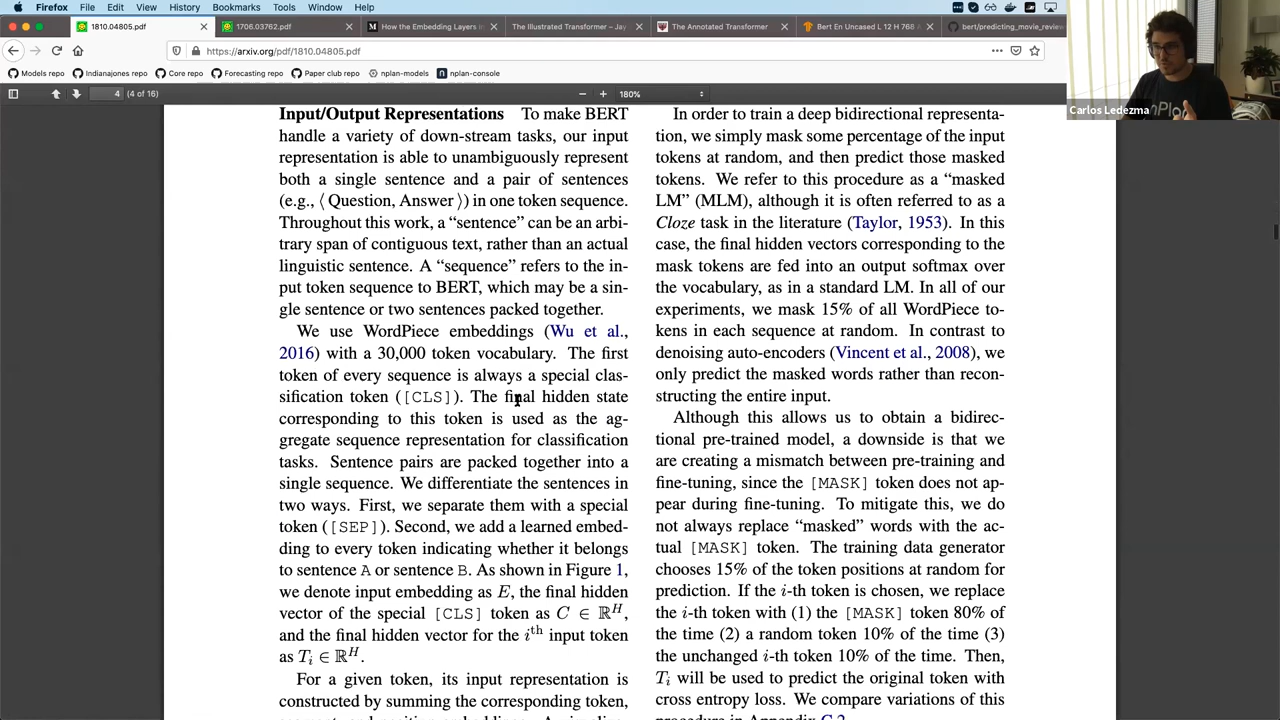 Firefox File Edit View History Bookmarks Tools Window Help
1810.04805.pdf
1706.03762.pdf
How the Embedding Layers in
The Illustrated Transformer – Jay
The Annotated Transformer
Bert En Uncased L 12 H 768 A
bert/predicting_movie_review
https://arxiv.org/pdf/1810.04805.pdf
Models repo Indianajones repo Core repo Forecasting repo Paper club repo nplan-models nplan-console
4 (4 of 16)
180%
Carlos Ledezma
Input/Output Representations To make BERT
handle a variety of down-stream tasks, our input
representation is able to unambiguously represent
both a single sentence and a pair of sentences
(e.g., ⟨ Question, Answer ⟩) in one token sequence.
Throughout this work, a “sentence” can be an arbi-
trary span of contiguous text, rather than an actual
linguistic sentence. A “sequence” refers to the in-
put token sequence to BERT, which may be a sin-
gle sentence or two sentences packed together.
We use WordPiece embeddings (Wu et al.,
2016) with a 30,000 token vocabulary. The first
token of every sequence is always a special clas-
sification token ([CLS]). The final hidden state
corresponding to this token is used as the ag-
gregate sequence representation for classification
tasks. Sentence pairs are packed together into a
single sequence. We differentiate the sentences in
two ways. First, we separate them with a special
token ([SEP]). Second, we add a learned embed-
ding to every token indicating whether it belongs
to sentence A or sentence B. As shown in Figure 1,
we denote input embedding as E, the final hidden
vector of the special [CLS] token as C ∈ ℝᴴ,
and the final hidden vector for the iᵗʰ input token
as Tᵢ ∈ ℝᴴ.
For a given token, its input representation is
constructed by summing the corresponding token,
In order to train a deep bidirectional representa-
tion, we simply mask some percentage of the input
tokens at random, and then predict those masked
tokens. We refer to this procedure as a “masked
LM” (MLM), although it is often referred to as a
Cloze task in the literature (Taylor, 1953). In this
case, the final hidden vectors corresponding to the
mask tokens are fed into an output softmax over
the vocabulary, as in a standard LM. In all of our
experiments, we mask 15% of all WordPiece to-
kens in each sequence at random. In contrast to
denoising auto-encoders (Vincent et al., 2008), we
only predict the masked words rather than recon-
structing the entire input.
Although this allows us to obtain a bidirec-
tional pre-trained model, a downside is that we
are creating a mismatch between pre-training and
fine-tuning, since the [MASK] token does not ap-
pear during fine-tuning. To mitigate this, we do
not always replace “masked” words with the ac-
tual [MASK] token. The training data generator
chooses 15% of the token positions at random for
prediction. If the i-th token is chosen, we replace
the i-th token with (1) the [MASK] token 80% of
the time (2) a random token 10% of the time (3)
the unchanged i-th token 10% of the time. Then,
Tᵢ will be used to predict the original token with
cross entropy loss. We compare variations of this
procedure in Appendix C.2.